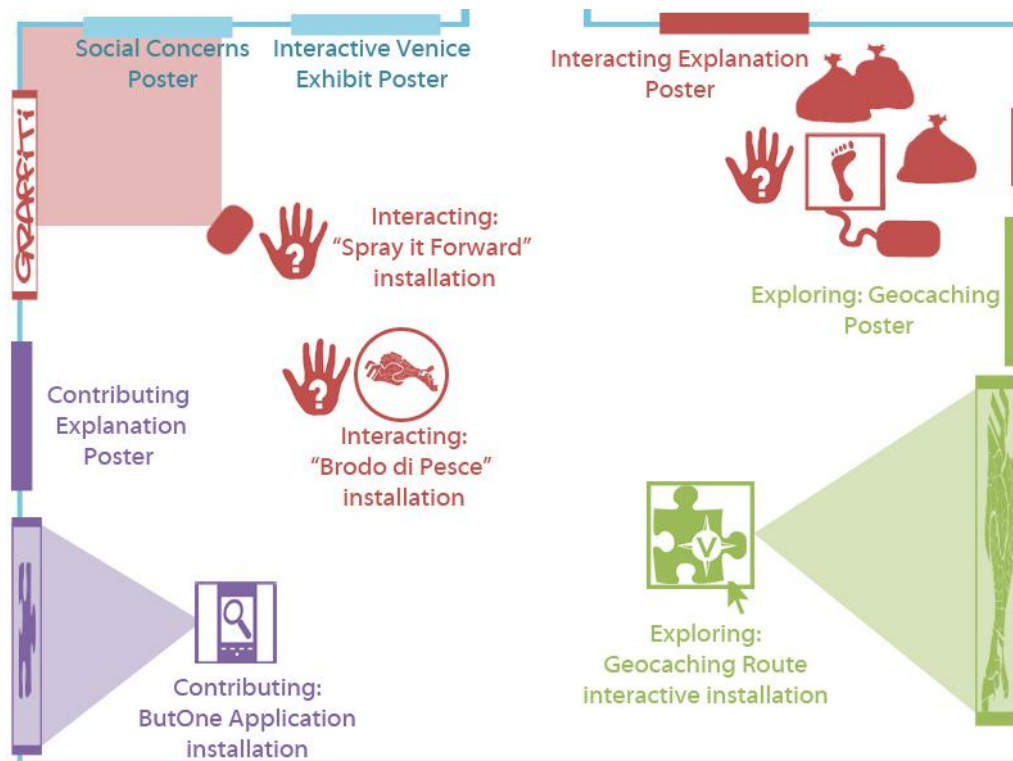 Social Concerns
Poster
Interactive Venice
Exhibit Poster
Interacting Explanation
Poster
GRAFFiTi
?
Interacting:
“Spray it Forward”
installation
?
Exploring: Geocaching
Poster
Contributing
Explanation
Poster
?
Interacting:
“Brodo di Pesce”
installation
V
Exploring:
Geocaching Route
interactive installation
Contributing:
ButOne Application
installation